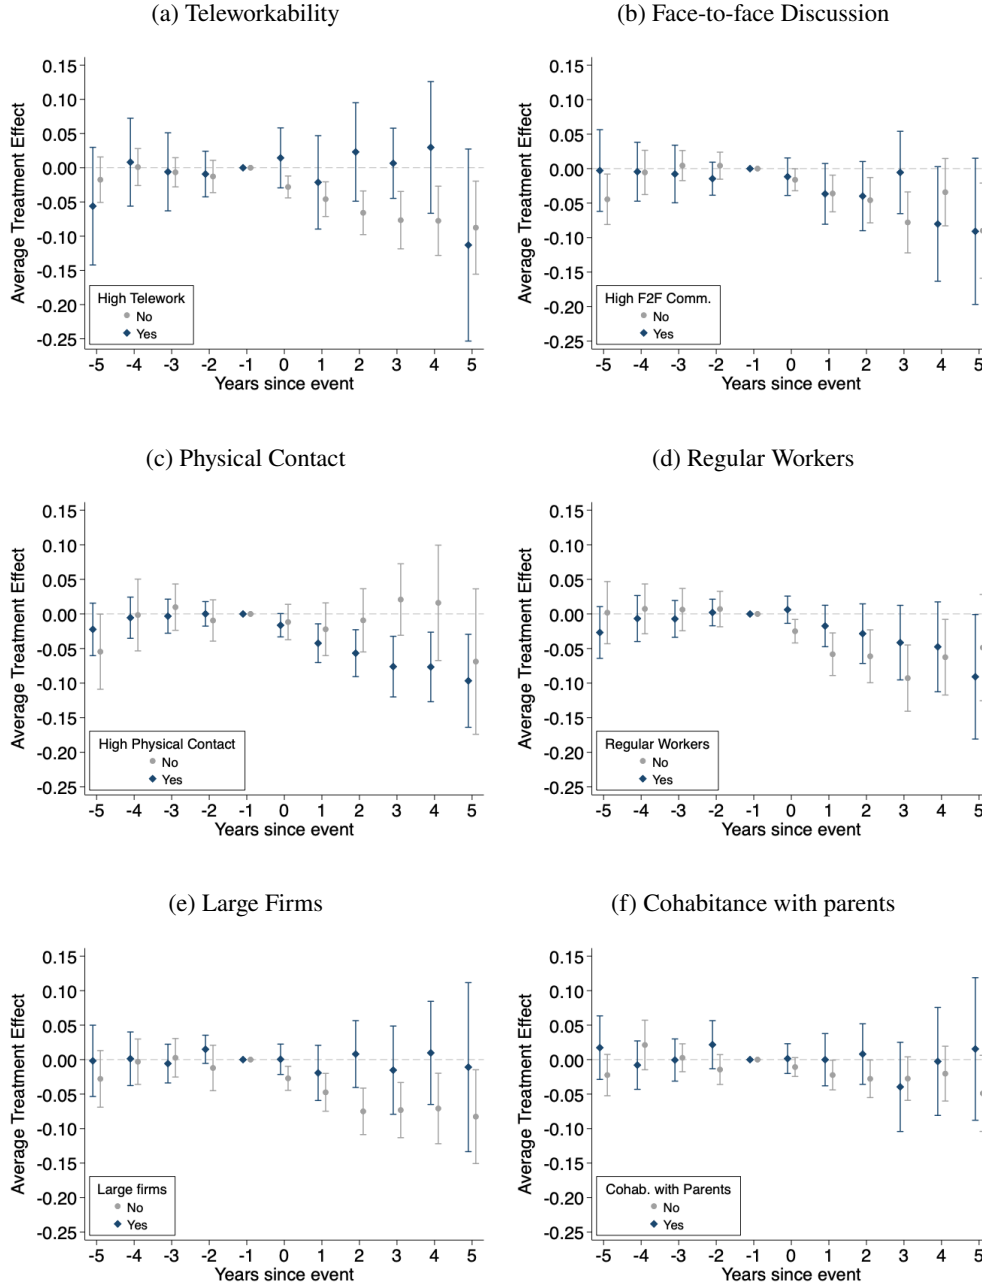 (a) Teleworkability
Average Treatment Effect
0.15
0.10
0.05
0.00
-0.05
-0.10
-0.15
-0.20
-0.25
High Telework
No
Yes
-5 -4 -3 -2 -1 0 1 2 3 4 5
Years since event
(b) Face-to-face Discussion
Average Treatment Effect
0.15
0.10
0.05
0.00
-0.05
-0.10
-0.15
-0.20
-0.25
High F2F Comm.
No
Yes
-5 -4 -3 -2 -1 0 1 2 3 4 5
Years since event
(c) Physical Contact
Average Treatment Effect
0.15
0.10
0.05
0.00
-0.05
-0.10
-0.15
-0.20
-0.25
High Physical Contact
No
Yes
-5 -4 -3 -2 -1 0 1 2 3 4 5
Years since event
(d) Regular Workers
Average Treatment Effect
0.15
0.10
0.05
0.00
-0.05
-0.10
-0.15
-0.20
-0.25
Regular Workers
No
Yes
-5 -4 -3 -2 -1 0 1 2 3 4 5
Years since event
(e) Large Firms
Average Treatment Effect
0.15
0.10
0.05
0.00
-0.05
-0.10
-0.15
-0.20
-0.25
Large firms
No
Yes
-5 -4 -3 -2 -1 0 1 2 3 4 5
Years since event
(f) Cohabitance with parents
Average Treatment Effect
0.15
0.10
0.05
0.00
-0.05
-0.10
-0.15
-0.20
-0.25
Cohab. with Parents
No
Yes
-5 -4 -3 -2 -1 0 1 2 3 4 5
Years since event